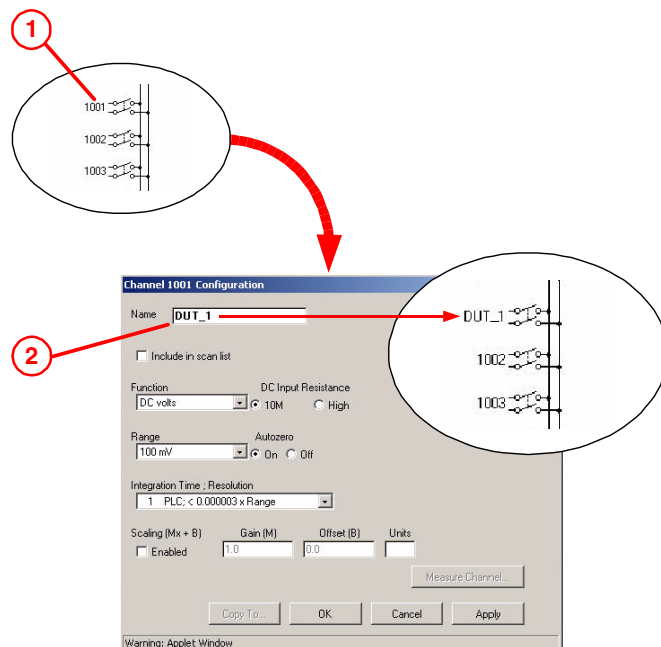 1
1001
1002
1003
Channel 1001 Configuration
Name DUT_1
DUT_1
1002
1003
2
Include in scan list
Function DC Input Resistance
DC volts 10M High
Range Autozero
100 mV On Off
Integration Time ; Resolution
1 PLC; < 0.000003 x Range
Scaling (Mx + B) Gain (M) Offset (B) Units
Enabled 1.0 0.0
Measure Channel...
Copy To... OK Cancel Apply
Warning: Applet Window